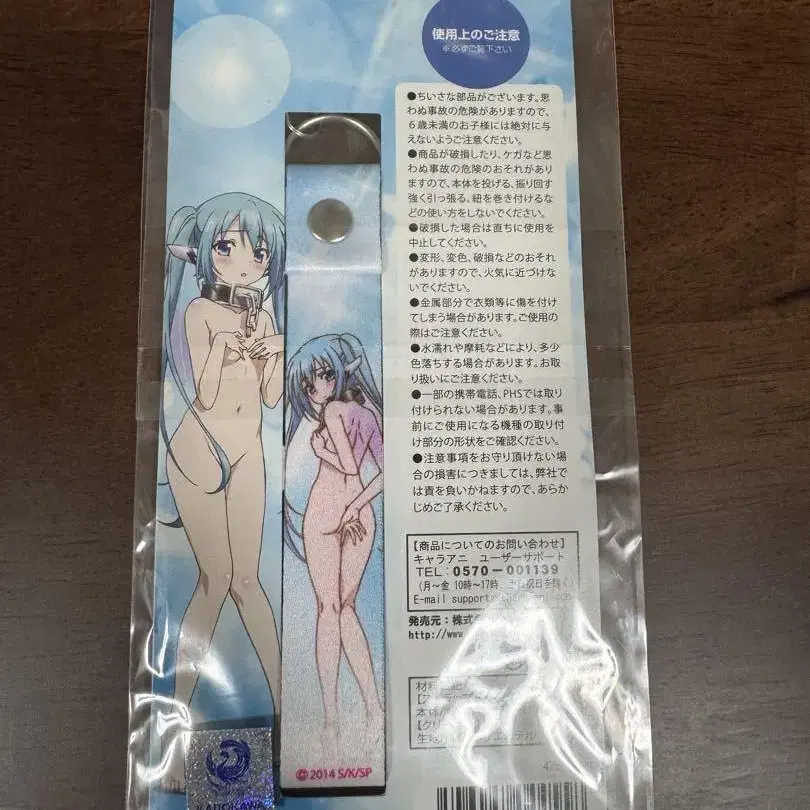 使用上のご注意
※必ずご覧下さい
●ちいさな部品がございます。思
わぬ事故の危険がありますので、
６歳未満のお子様には絶対に与
えないようご注意ください。
●商品が破損したり、ケガなど思
わぬ事故の危険のおそれがあり
ますので、本体を投げる、振り回す
強く引っ張る、紐を巻き付けるな
どの使い方をしないでください。
●破損した場合は直ちに使用を
中止してください。
●変形、変色、破損などのおそれ
がありますので、火気に近づけな
いでください。
●金属部分で衣類等に傷を付け
てしまう場合があります。ご使用の
際はご注意ください。
●水濡れや摩耗などにより、多少
色落ちする場合があります。お取
り扱いにご注意ください。
●一部の携帯電話、PHSでは取り
付けられない場合があります。事
前にご使用になる機種の取り付
け部分の形状をご確認ください。
●注意事項をお守り頂けない場
合の損害につきましては、弊社で
は責を負いかねますので、あらか
じめご了承ください。
【商品についてのお問い合わせ】
キャラアニ ユーザーサポート
TEL：0570－001139
（月～金 10時～17時、土日祝日を除く）
E-mail
発売元：株式
http://www
©2014 S/K/SP
KADOKAWA